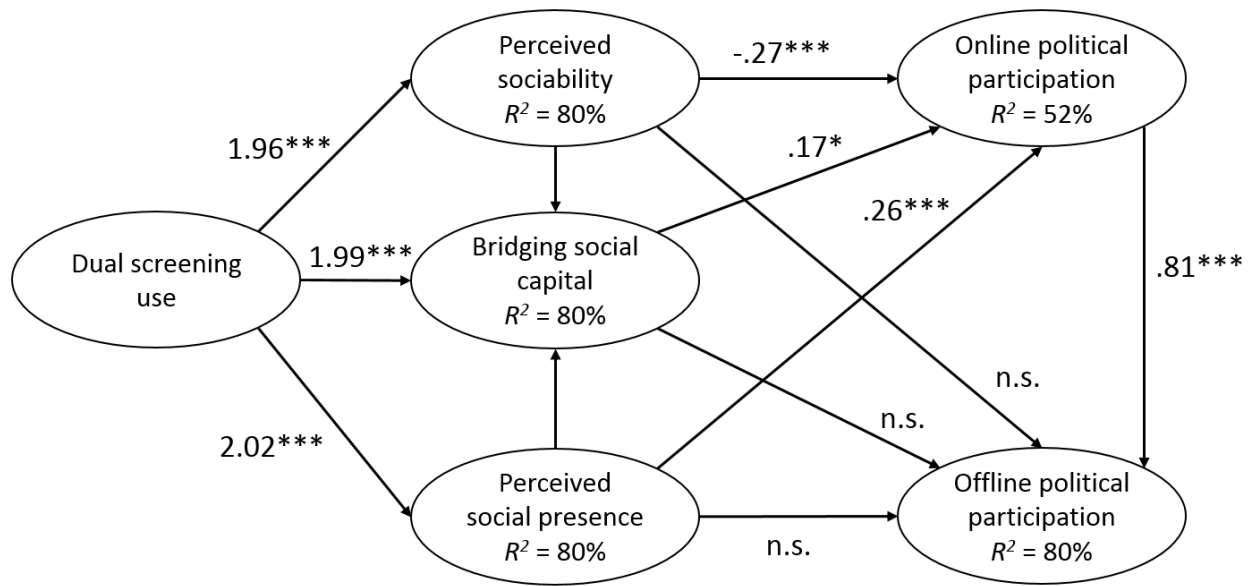 Perceived
sociability
R² = 80%
-.27***
Online political
participation
R² = 52%
1.96***
.17*
.26***
Dual screening
use
1.99***
Bridging social
capital
R² = 80%
.81***
n.s.
n.s.
2.02***
Perceived
social presence
R² = 80%
n.s.
Offline political
participation
R² = 80%